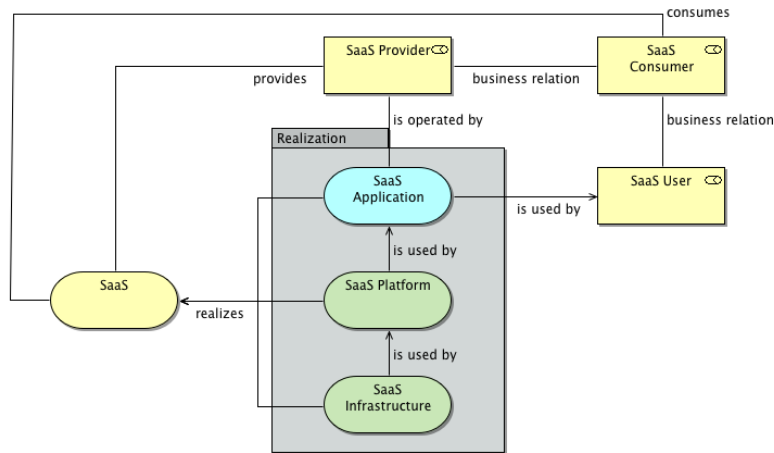 consumes
SaaS Provider
SaaS
Consumer
provides
business relation
is operated by
business relation
Realization
SaaS
Application
SaaS User
is used by
is used by
SaaS
SaaS Platform
realizes
is used by
SaaS
Infrastructure